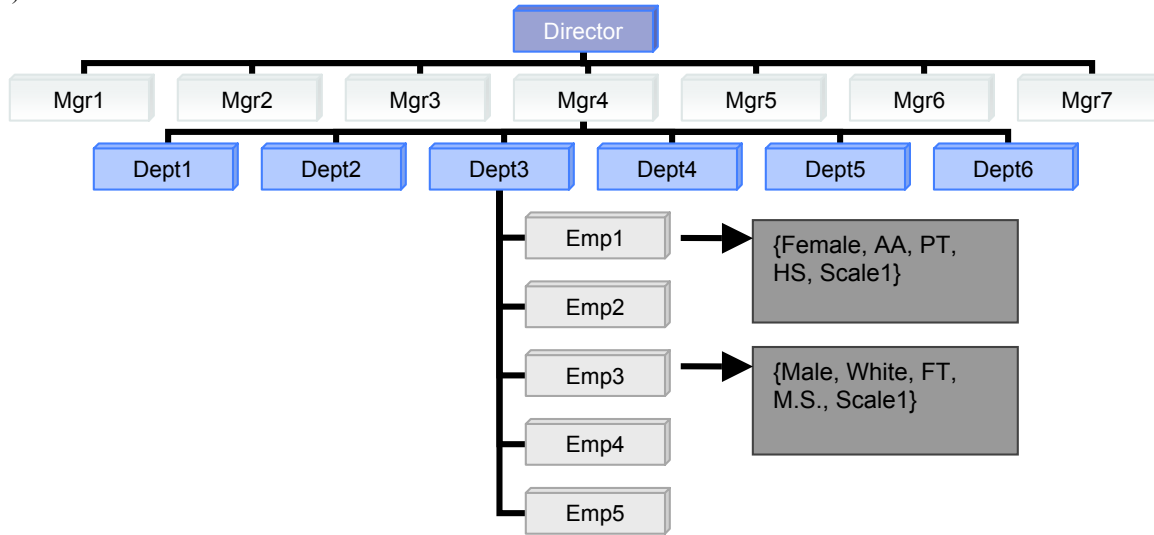 )
Director
Mgr1 Mgr2 Mgr3 Mgr4 Mgr5 Mgr6 Mgr7
Dept1 Dept2 Dept3 Dept4 Dept5 Dept6
Emp1
{Female, AA, PT,
HS, Scale1}
Emp2
Emp3
{Male, White, FT,
M.S., Scale1}
Emp4
Emp5